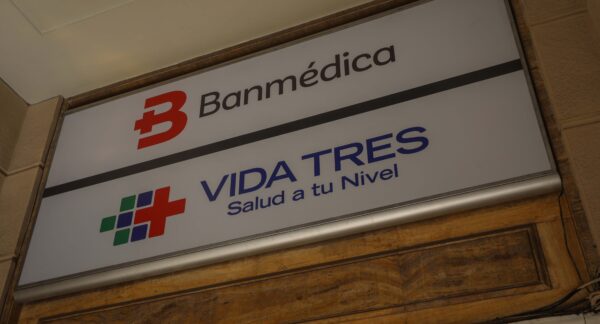 Banmédica
VIDA TRES
Salud a tu Nivel